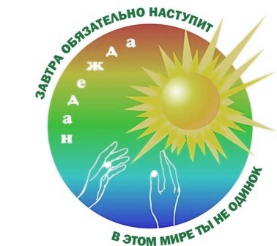 ЗАВТРА ОБЯЗАТЕЛЬНО НАСТУПИТ
надежда
В ЭТОМ МИРЕ ТЫ НЕ ОДИНОК